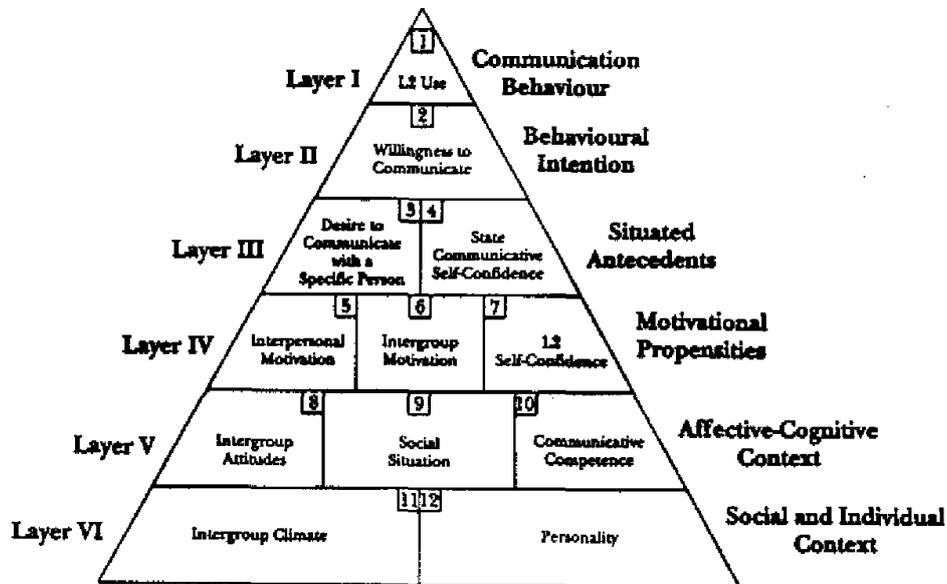 1
Layer I
L2 Use
Communication
Behaviour
2
Layer II
Willingness to
Communicate
Behavioural
Intention
3 4
Layer III
Desire to
Communicate
with a
Specific Person
State
Communicative
Self-Confidence
Situated
Antecedents
5 6 7
Layer IV
Interpersonal
Motivation
Intergroup
Motivation
L2
Self-Confidence
Motivational
Propensities
8 9 10
Layer V
Intergroup
Attitudes
Social
Situation
Communicative
Competence
Affective-Cognitive
Context
11 12
Layer VI
Intergroup Climate
Personality
Social and Individual
Context